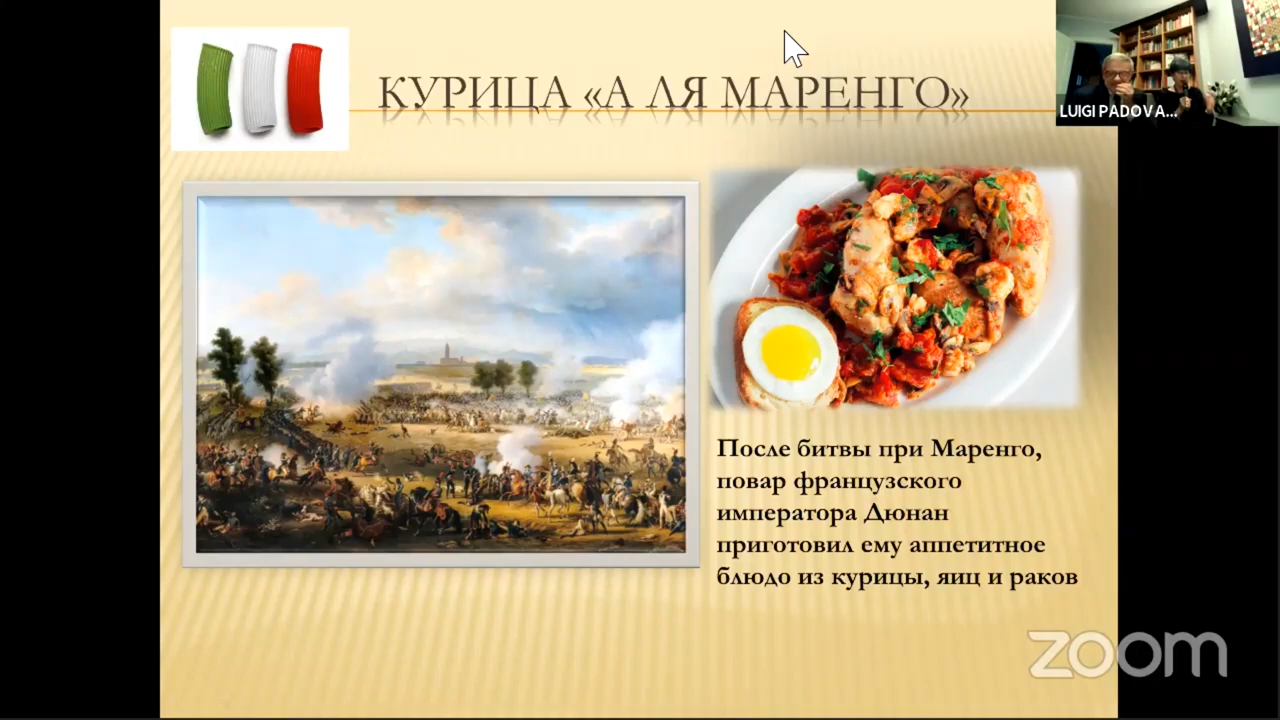 КУРИЦА «А ЛЯ МАРЕНГО»
LUIGI PADOVA...
После битвы при Маренго,
повар французского
императора Дюнан
приготовил ему аппетитное
блюдо из курицы, яиц и раков
zoom